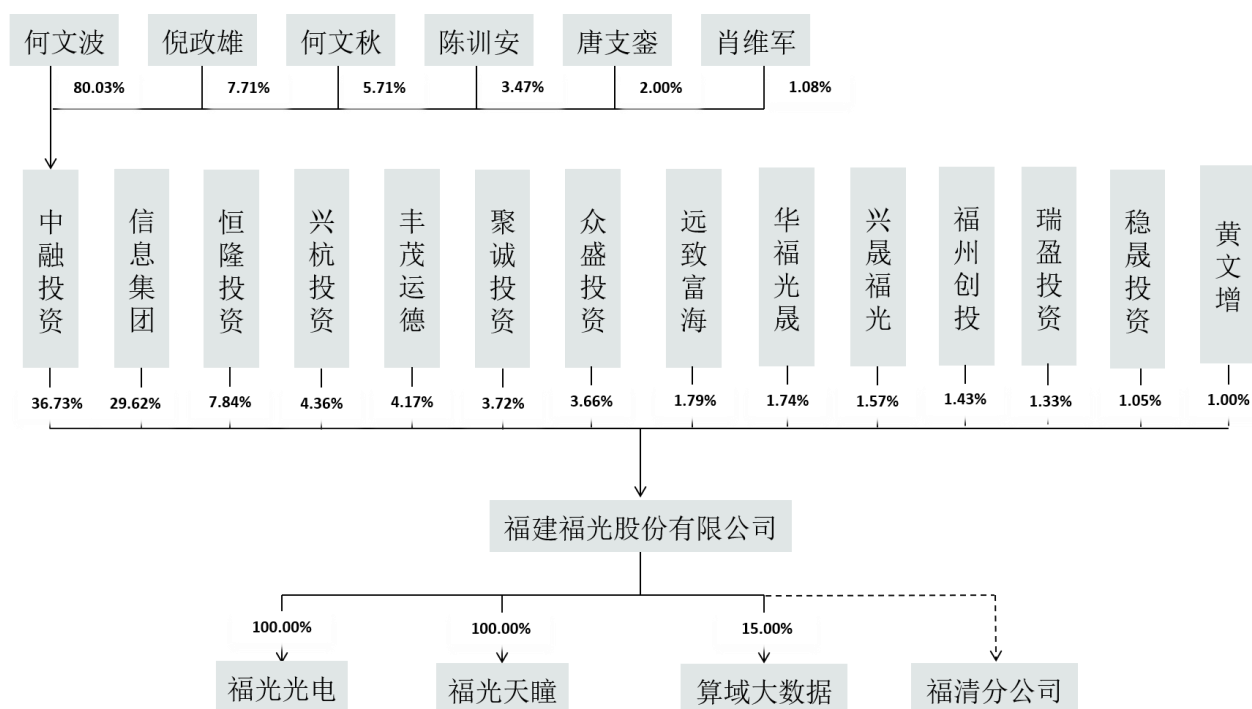 何文波 倪政雄 何文秋 陈训安 唐支銮 肖维军
80.03% 7.71% 5.71% 3.47% 2.00% 1.08%
中融投资
信息集团
恒隆投资
兴杭投资
丰茂运德
聚诚投资
众盛投资
远致富海
华福光晟
兴晟福光
福州创投
瑞盈投资
稳晟投资
黄文增
36.73% 29.62% 7.84% 4.36% 4.17% 3.72% 3.66% 1.79% 1.74% 1.57% 1.43% 1.33% 1.05% 1.00%
福建福光股份有限公司
100.00% 100.00% 15.00%
福光光电 福光天瞳 算域大数据 福清分公司